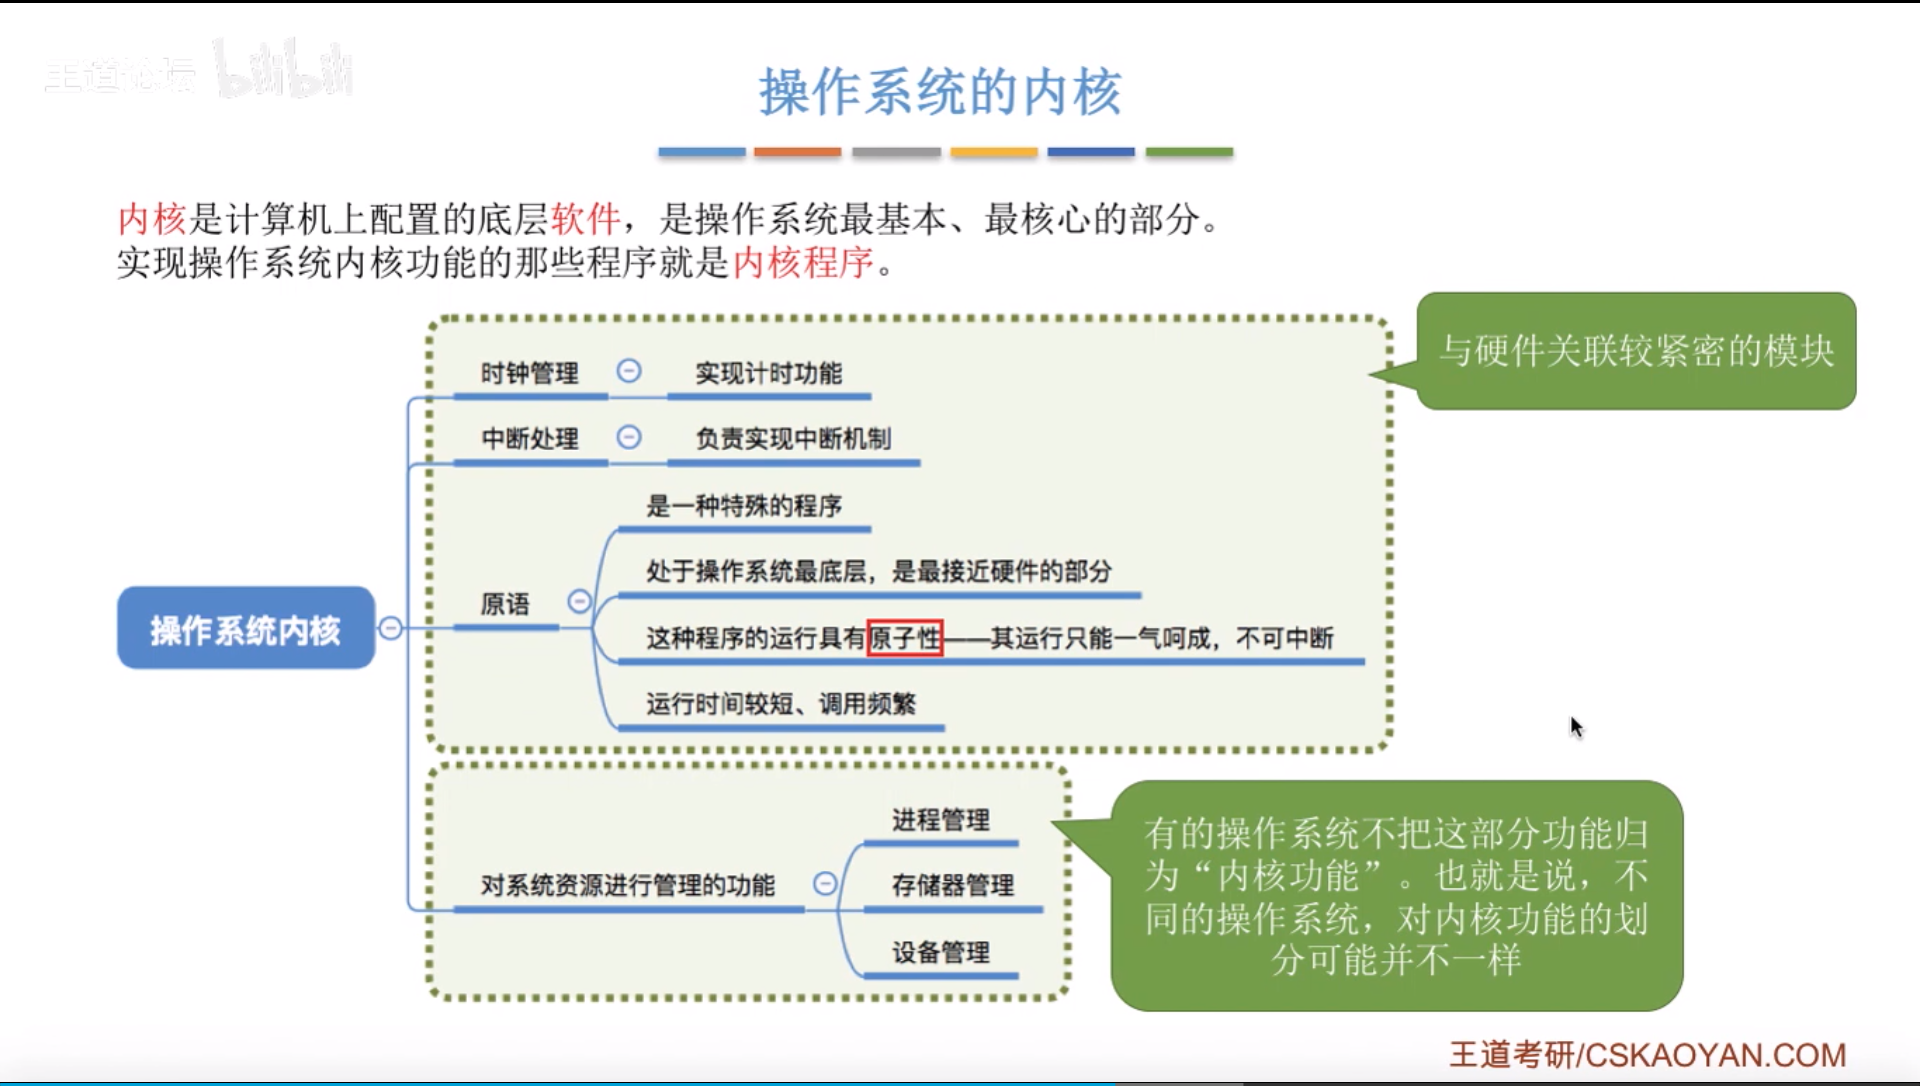 王道论坛 bilibili
操作系统的内核
内核是计算机上配置的底层软件，是操作系统最基本、最核心的部分。
实现操作系统内核功能的那些程序就是内核程序。
与硬件关联较紧密的模块
时钟管理 实现计时功能
中断处理 负责实现中断机制
是一种特殊的程序
处于操作系统最底层，是最接近硬件的部分
原语
操作系统内核
这种程序的运行具有原子性——其运行只能一气呵成，不可中断
运行时间较短、调用频繁
进程管理
对系统资源进行管理的功能 存储器管理
设备管理
有的操作系统不把这部分功能归
为“内核功能”。也就是说，不
同的操作系统，对内核功能的划
分可能并不一样
王道考研/CSKAOYAN.COM